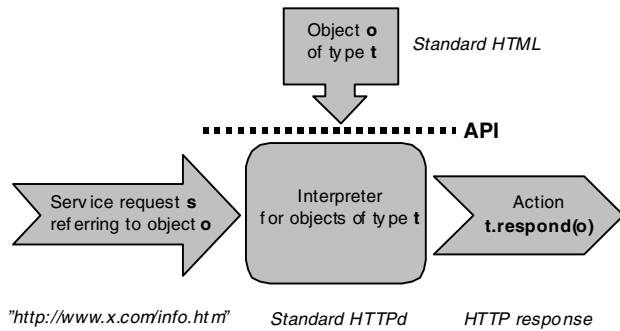 Object o
of type t
Standard HTML
API
Service request s
referring to object o
Interpreter
for objects of type t
Action
t.respond(o)
"http://www.x.com/info.htm"
Standard HTTPd
HTTP response